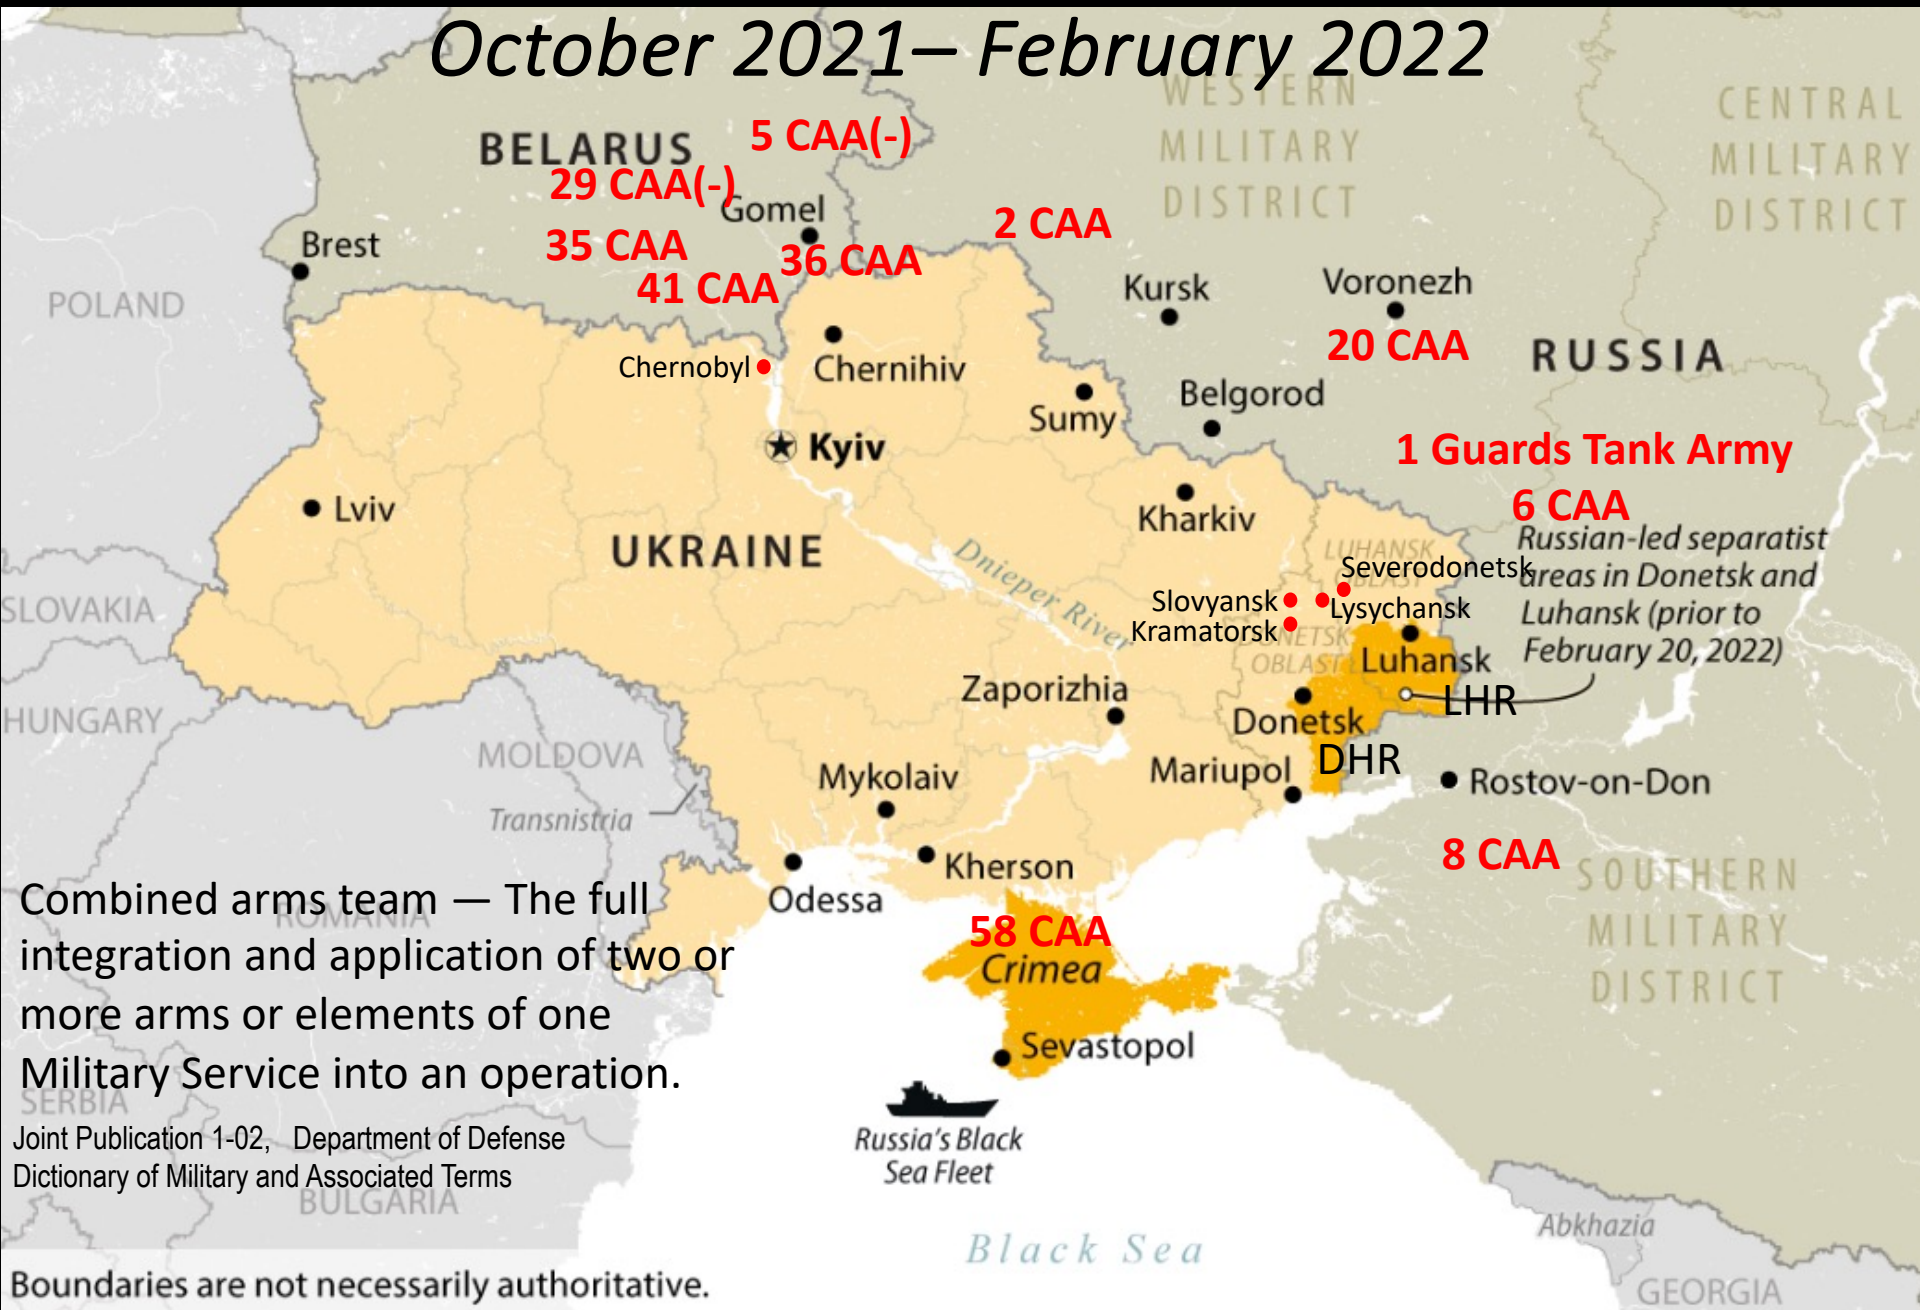 October 2021– February 2022
WESTERN
MILITARY
DISTRICT
CENTRAL
MILITARY
DISTRICT
BELARUS
5 CAA(-)
29 CAA(-)
Gomel
2 CAA
Brest
35 CAA
36 CAA
41 CAA
POLAND
Kursk
Voronezh
20 CAA
RUSSIA
Chernobyl
Chernihiv
Sumy
Belgorod
Kyiv
1 Guards Tank Army
6 CAA
Lviv
Kharkiv
UKRAINE
Dnieper River
LUHANSK
OBLAST
Severodonetsk
Russian-led separatist
areas in Donetsk and
Luhansk (prior to
February 20, 2022)
Slovyansk
Lysychansk
Kramatorsk
DONETSK
OBLAST
SLOVAKIA
Luhansk
LHR
Zaporizhia
Donetsk
HUNGARY
MOLDOVA
DHR
Mykolaiv
Mariupol
Rostov-on-Don
Transnistria
8 CAA
Kherson
Odessa
SOUTHERN
MILITARY
DISTRICT
58 CAA
Crimea
Sevastopol
ROMANIA
Combined arms team — The full
integration and application of two or
more arms or elements of one
Military Service into an operation.
SERBIA
Joint Publication 1-02, Department of Defense
Dictionary of Military and Associated Terms
BULGARIA
Russia's Black
Sea Fleet
Black Sea
Abkhazia
GEORGIA
Boundaries are not necessarily authoritative.